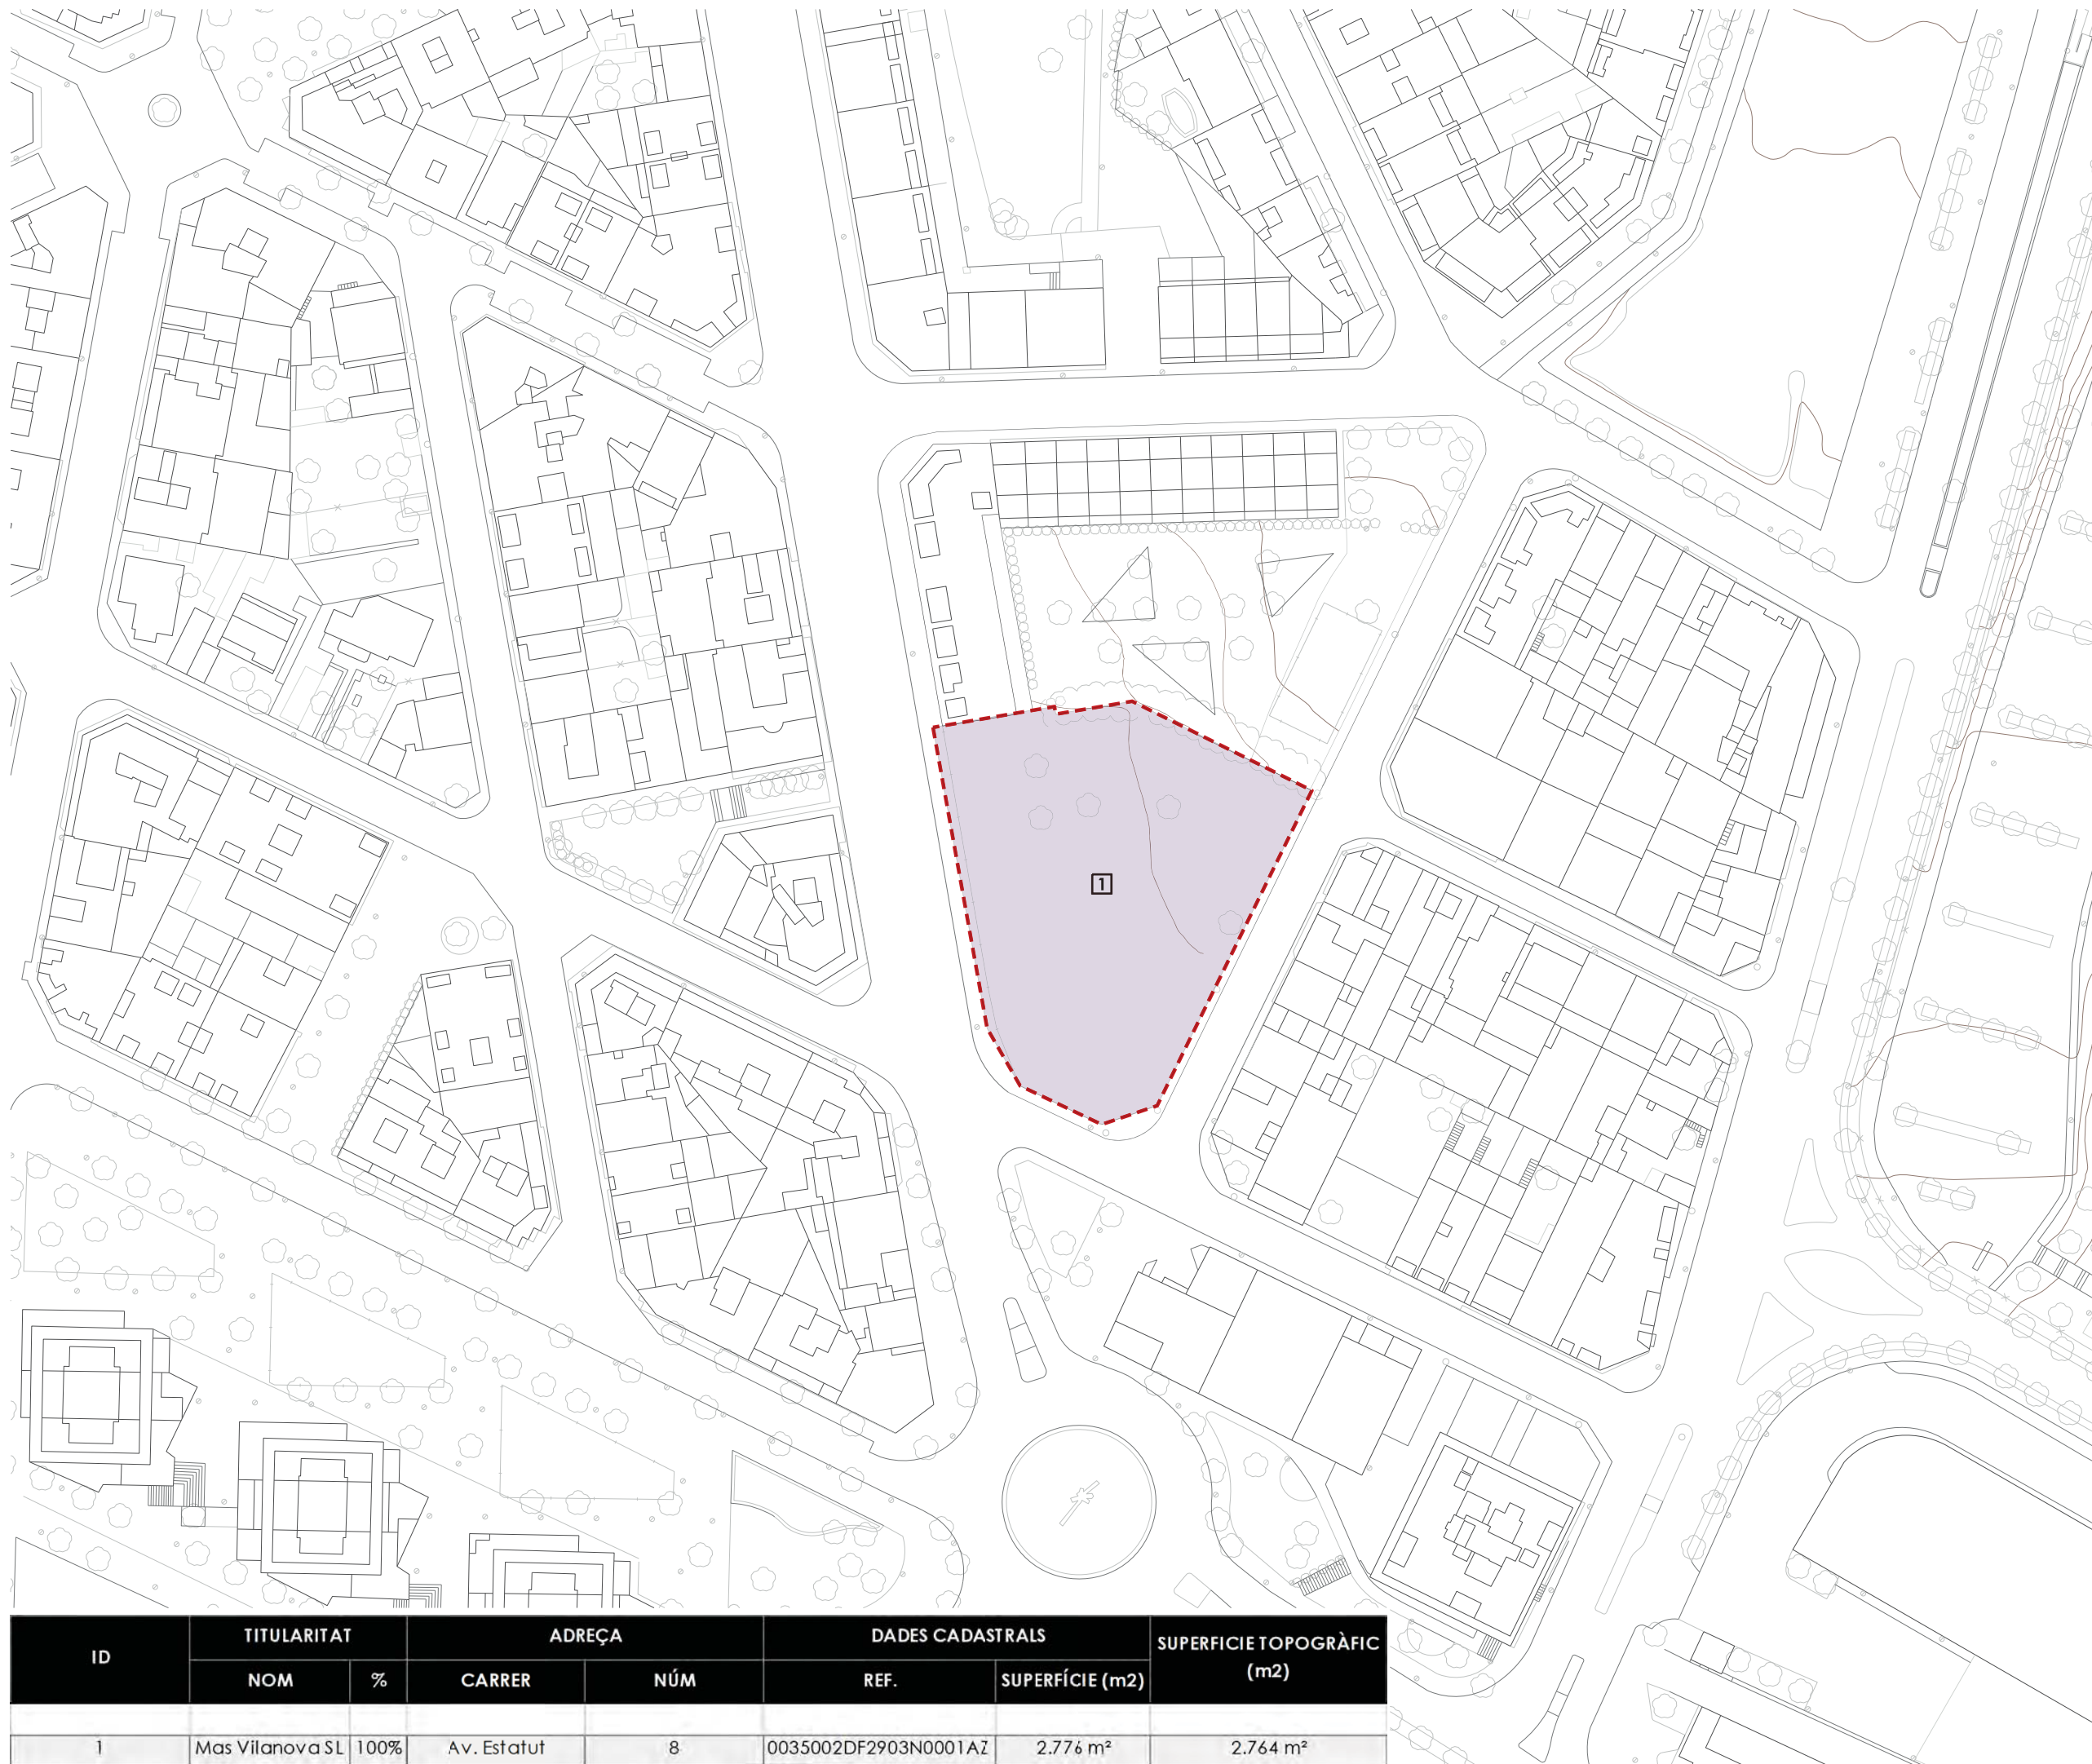 1
ID TITULARITAT ADREÇA DADES CADASTRALS SUPERFICIE TOPOGRÀFIC (m2)
NOM % CARRER NÚM REF. SUPERFÍCIE (m2)
1 Mas Vilanova SL 100% Av. Estatut 8 0035002DF2903N0001AZ 2.776 m² 2.764 m²